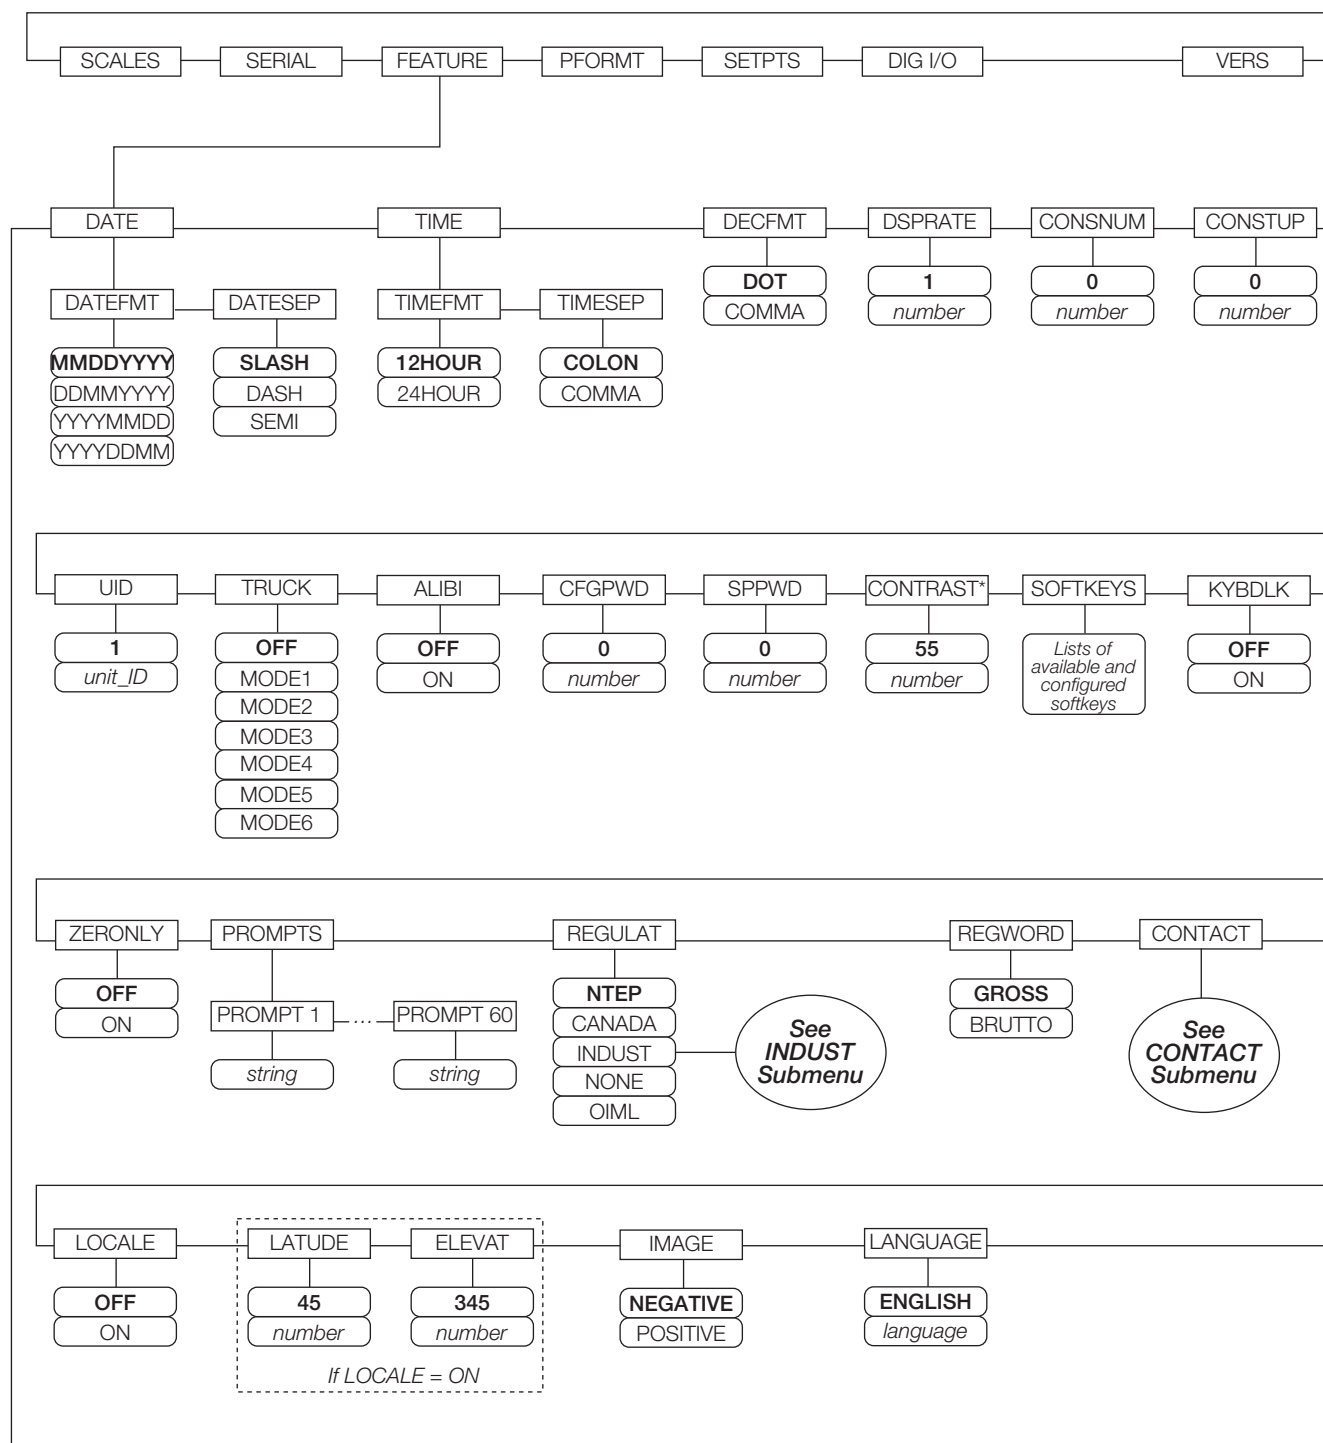 SCALES SERIAL FEATURE PFORMT SETPTS DIG I/O VERS
DATE TIME DECFMT DSPRATE CONSNUM CONSTUP
DOT 1 0 0
COMMA number number number
DATEFMT DATESEP TIMEFMT TIMESEP
MMDDYYYY SLASH 12HOUR COLON
DDMMYYYY DASH 24HOUR COMMA
YYYYMMDD SEMI
YYYYDDMM
UID TRUCK ALIBI CFGPWD SPPWD CONTRAST* SOFTKEYS KYBDLK
1 OFF OFF 0 0 55 Lists of OFF
unit_ID MODE1 ON number number number available and ON
MODE2 configured
MODE3 softkeys
MODE4
MODE5
MODE6
ZERONLY PROMPTS REGULAT REGWORD CONTACT
OFF NTEP GROSS
ON PROMPT 1 ... PROMPT 60 CANADA See BRUTTO See
string string INDUST INDUST CONTACT
NONE Submenu Submenu
OIML
LOCALE LATUDE ELEVAT IMAGE LANGUAGE
OFF 45 345 NEGATIVE ENGLISH
ON number number POSITIVE language
If LOCALE = ON